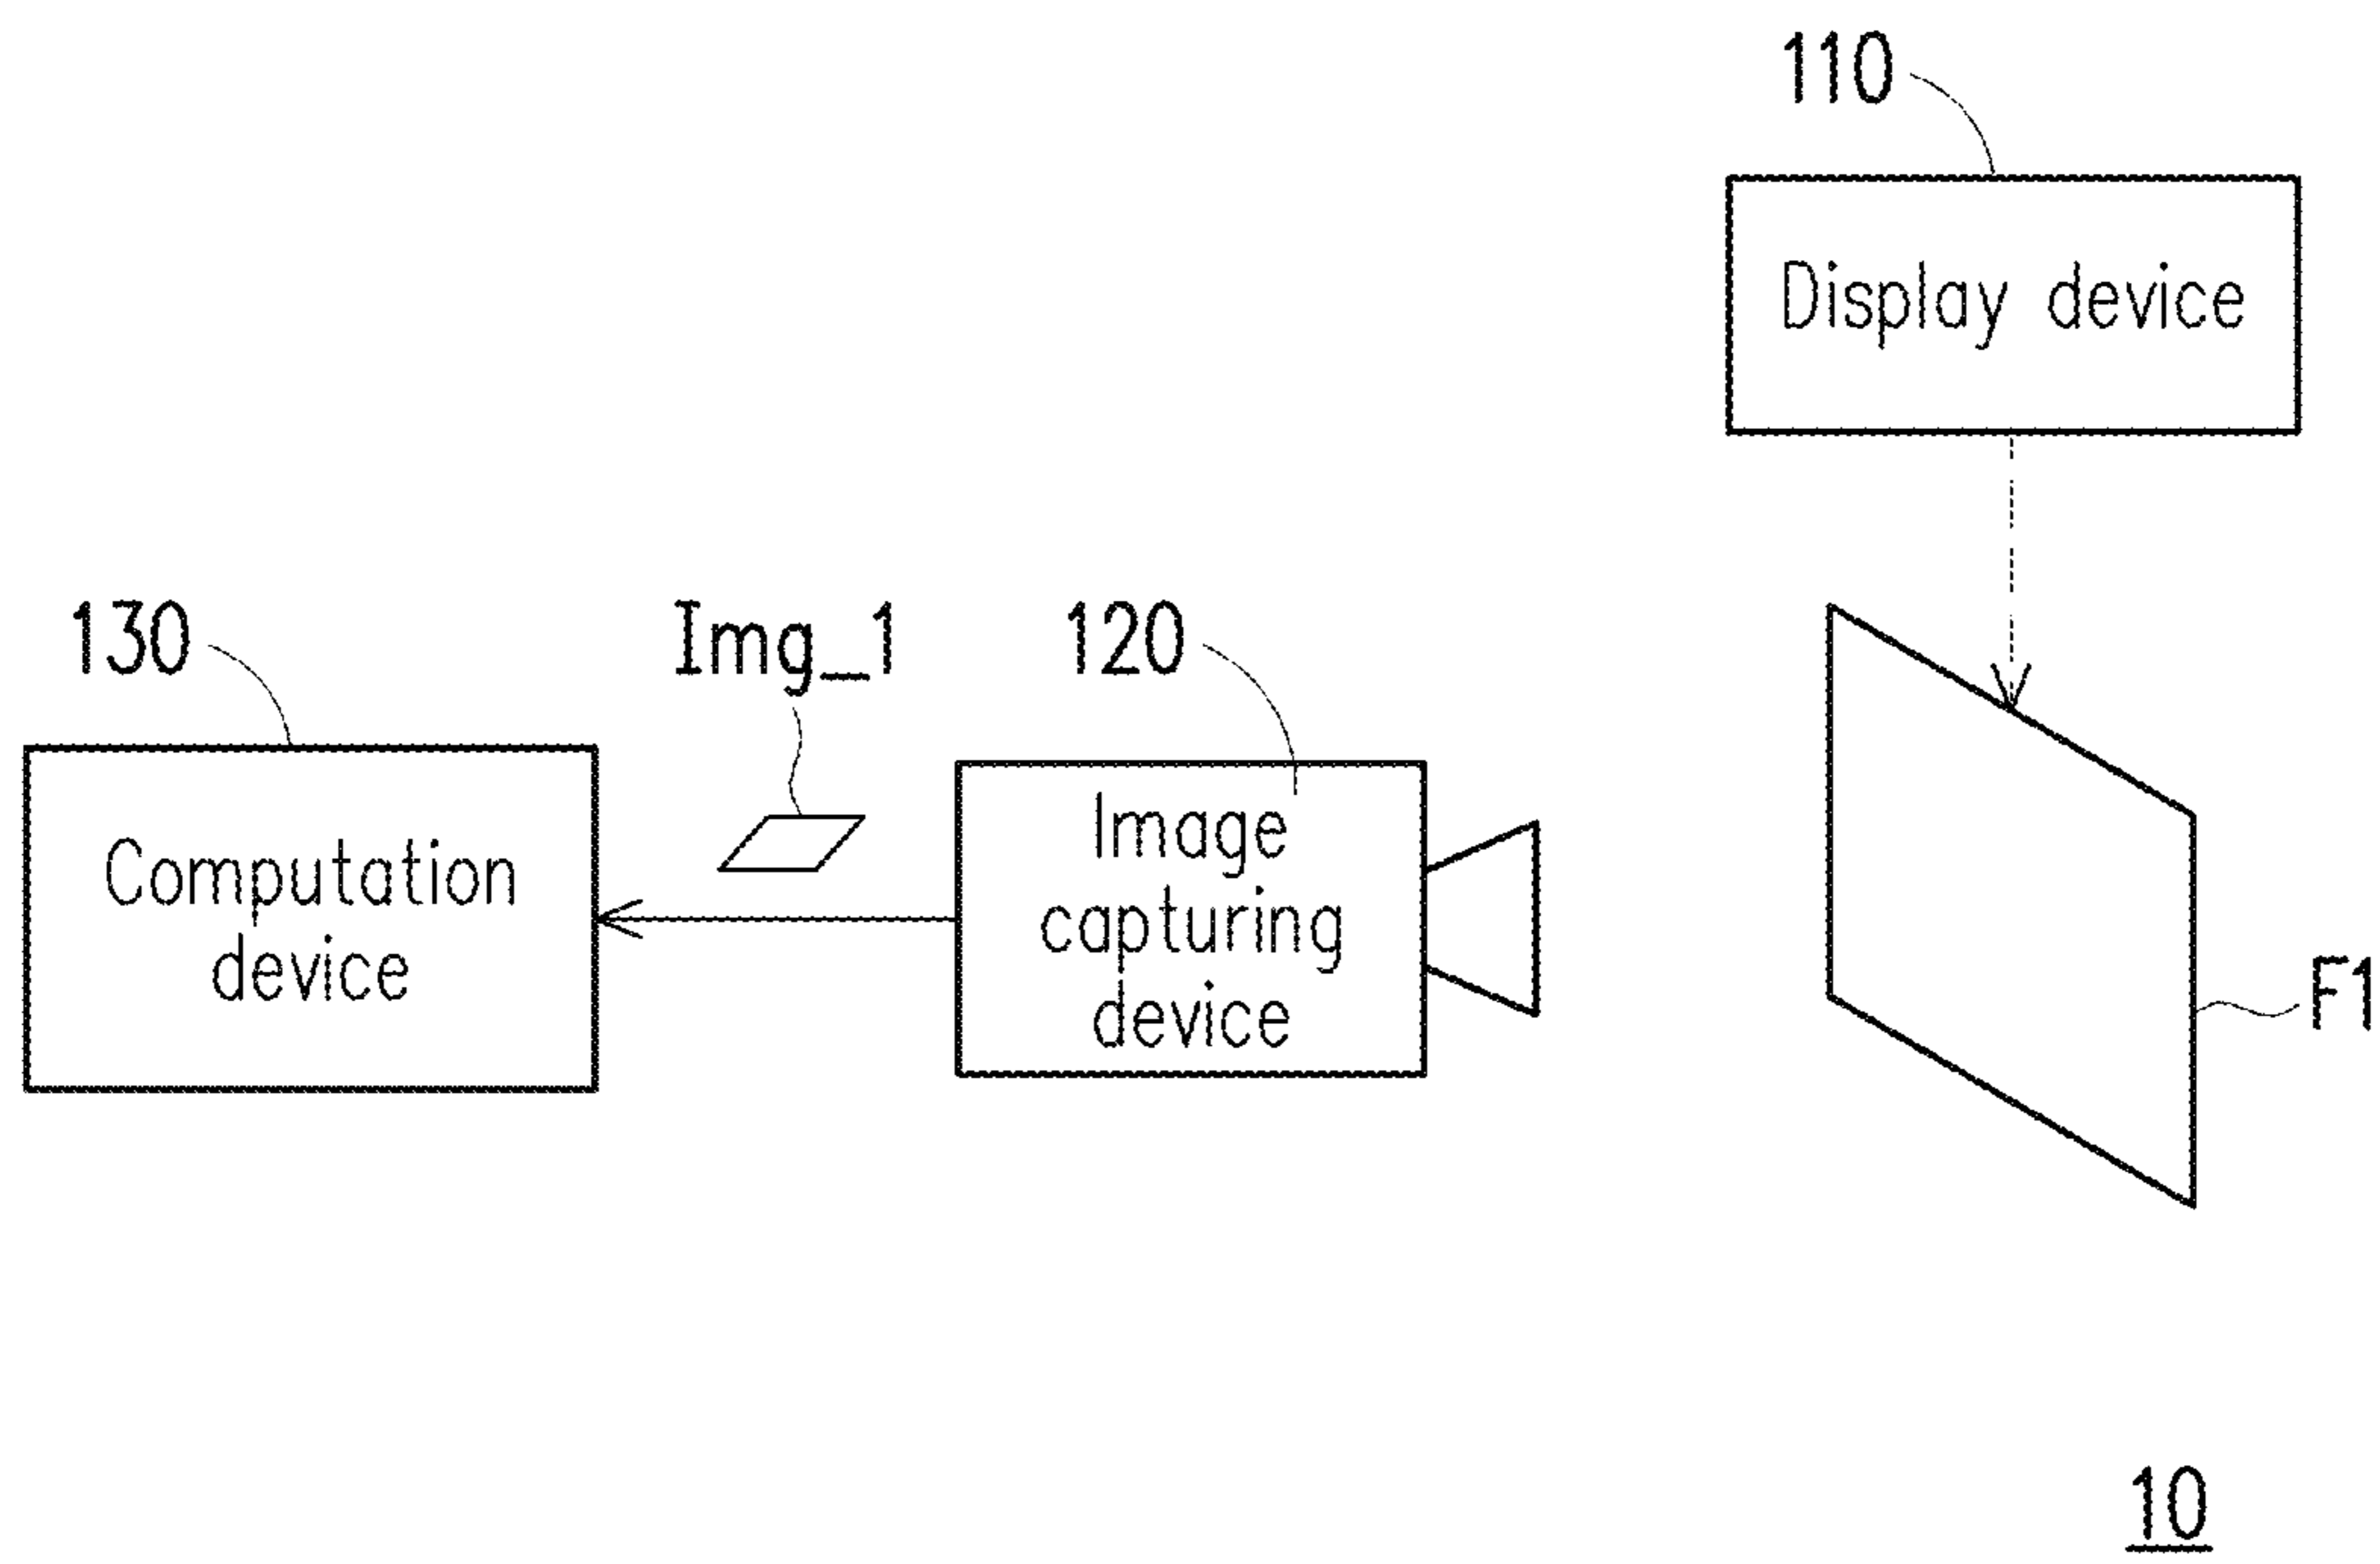 110
Display device
130
Img_1
120
Computation
device
Image
capturing
device
F1
10